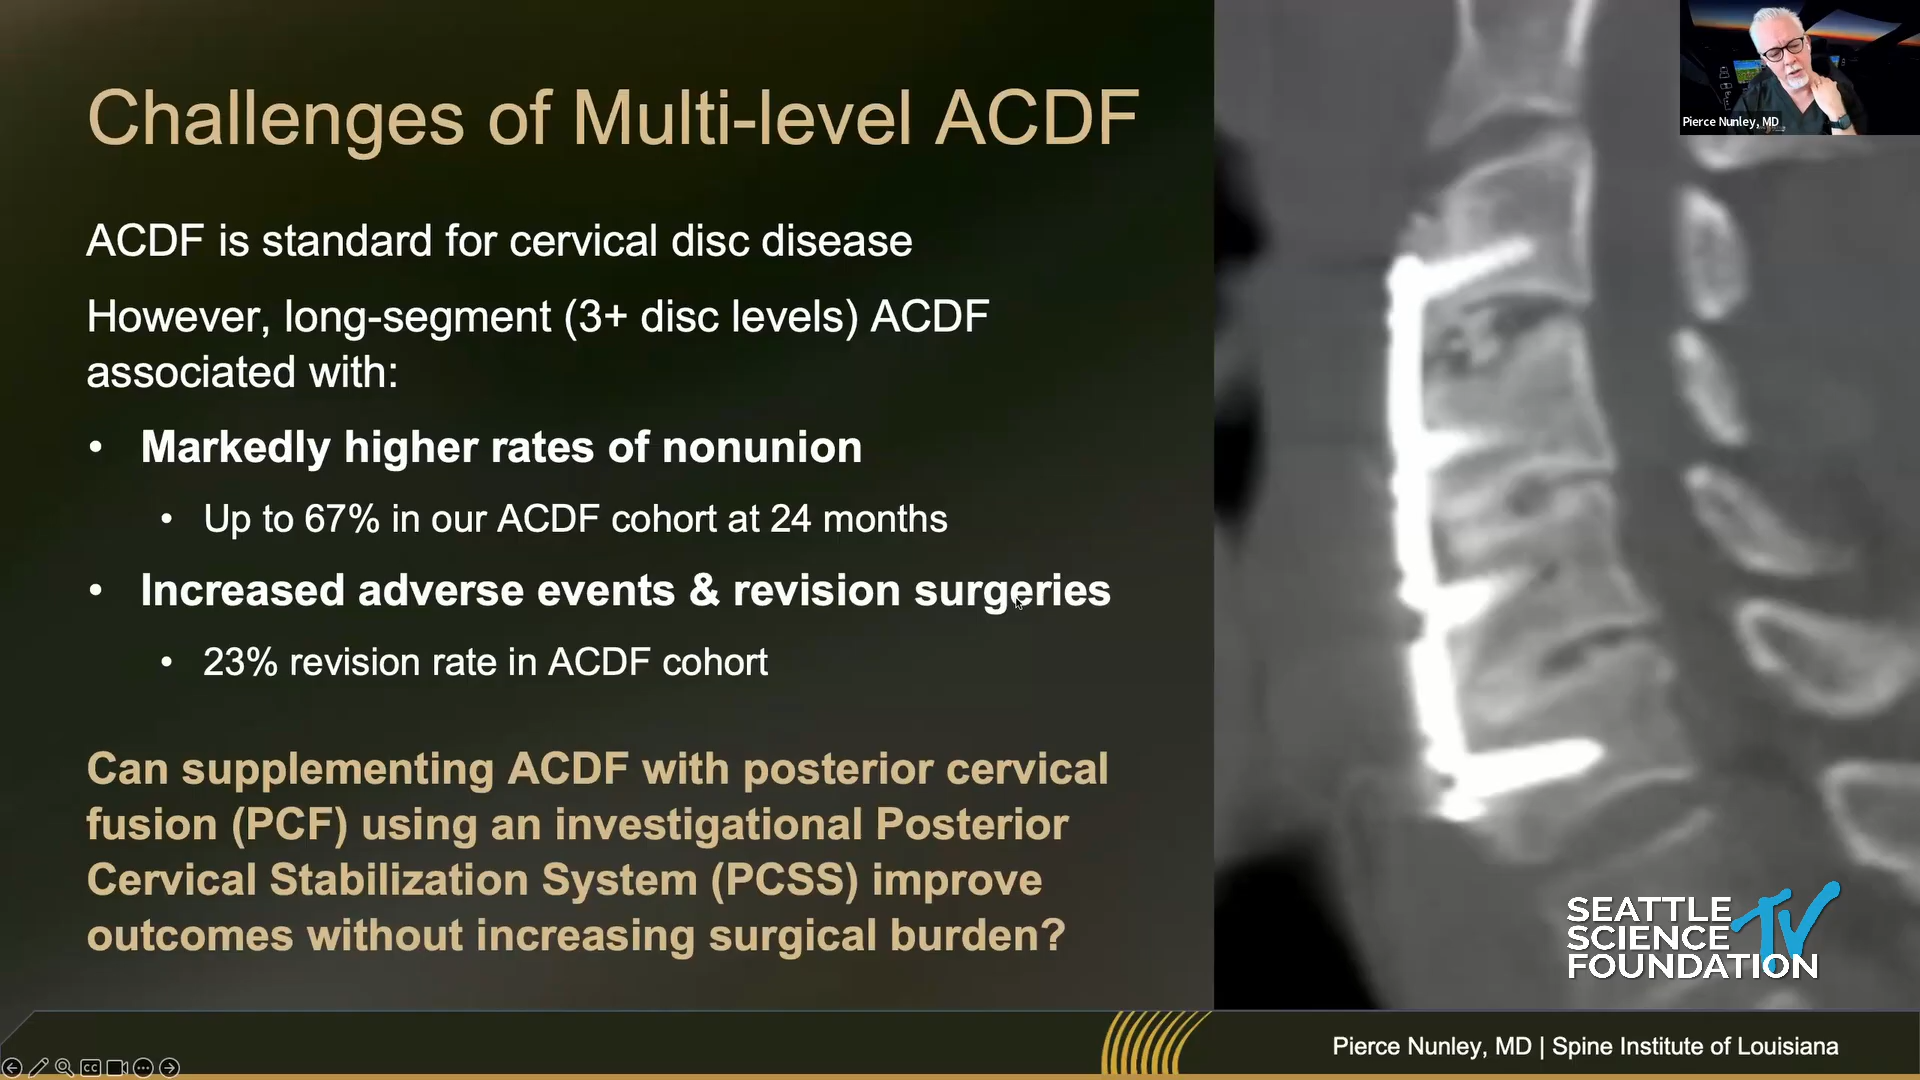 Challenges of Multi-level ACDF
Pierce Nunley, MD
ACDF is standard for cervical disc disease
However, long-segment (3+ disc levels) ACDF
associated with:
• Markedly higher rates of nonunion
• Up to 67% in our ACDF cohort at 24 months
• Increased adverse events & revision surgeries
• 23% revision rate in ACDF cohort
Can supplementing ACDF with posterior cervical
fusion (PCF) using an investigational Posterior
Cervical Stabilization System (PCSS) improve
outcomes without increasing surgical burden?
SEATTLE
SCIENCE TV
FOUNDATION
Pierce Nunley, MD | Spine Institute of Louisiana
CC